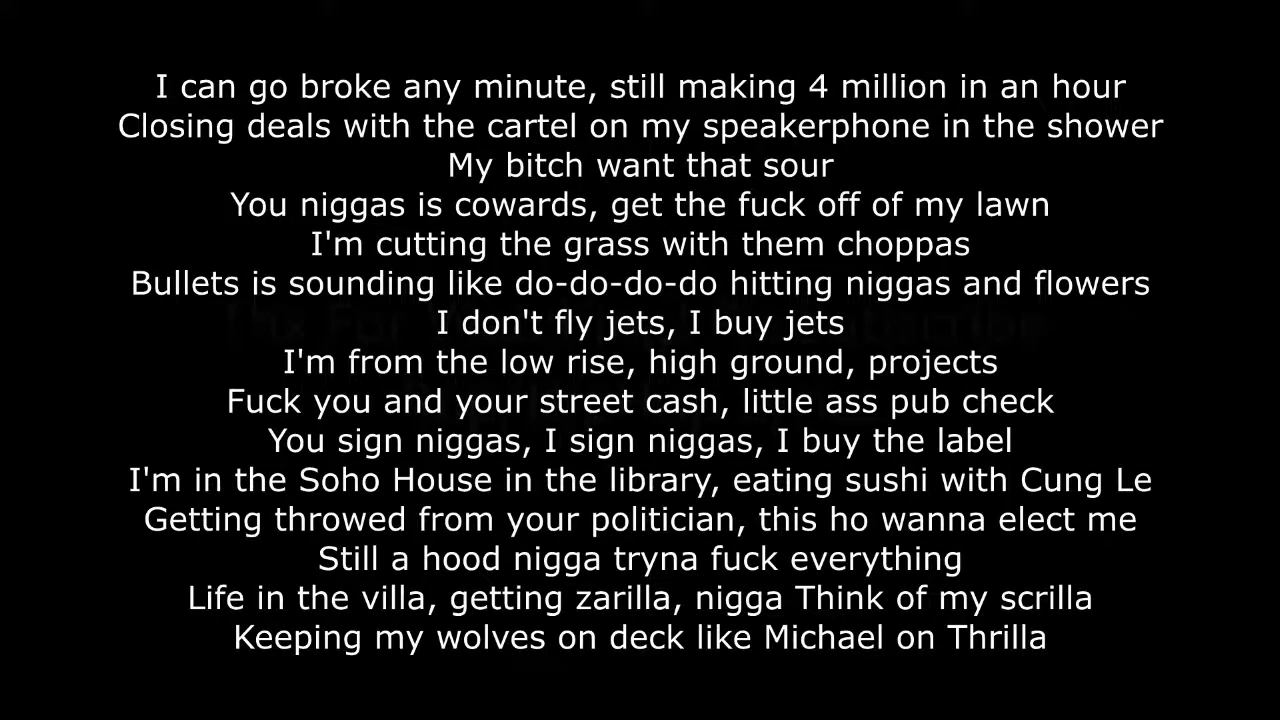 I can go broke any minute, still making 4 million in an hour
Closing deals with the cartel on my speakerphone in the shower
My bitch want that sour
You niggas is cowards, get the fuck off of my lawn
I'm cutting the grass with them choppas
Bullets is sounding like do-do-do-do hitting niggas and flowers
I don't fly jets, I buy jets
I'm from the low rise, high ground, projects
Fuck you and your street cash, little ass pub check
You sign niggas, I sign niggas, I buy the label
I'm in the Soho House in the library, eating sushi with Cung Le
Getting throwed from your politician, this ho wanna elect me
Still a hood nigga tryna fuck everything
Life in the villa, getting zarilla, nigga Think of my scrilla
Keeping my wolves on deck like Michael on Thrilla